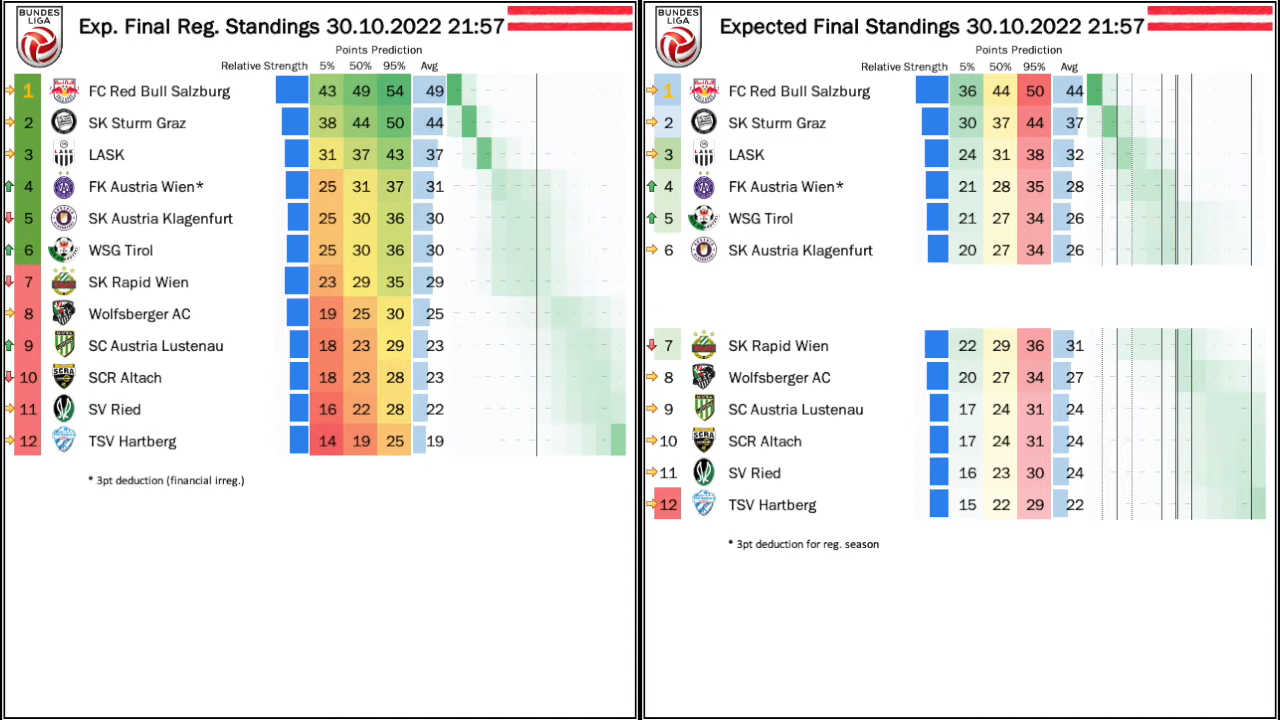 BUNDES
LIGA
Exp. Final Reg. Standings 30.10.2022 21:57
Points Prediction
Relative Strength 5% 50% 95% Avg
1 FC Red Bull Salzburg 43 49 54 49
2 SK Sturm Graz 38 44 50 44
3 LASK LASK 31 37 43 37
4 FK Austria Wien* 25 31 37 31
5 SK Austria Klagenfurt 25 30 36 30
6 WSG Tirol 25 30 36 30
7 SK Rapid Wien 23 29 35 29
8 Wolfsberger AC 19 25 30 25
9 SC Austria Lustenau 18 23 29 23
10 SCRA SCR Altach 18 23 28 23
11 SV Ried 16 22 28 22
12 TSV Hartberg 14 19 25 19
* 3pt deduction (financial irreg.)
BUNDES
LIGA
Expected Final Standings 30.10.2022 21:57
Points Prediction
Relative Strength 5% 50% 95% Avg
1 FC Red Bull Salzburg 36 44 50 44
2 SK Sturm Graz 30 37 44 37
3 LASK LASK 24 31 38 32
4 FK Austria Wien* 21 28 35 28
5 WSG Tirol 21 27 34 26
6 SK Austria Klagenfurt 20 27 34 26
7 SK Rapid Wien 22 29 36 31
8 Wolfsberger AC 20 27 34 27
9 SC Austria Lustenau 17 24 31 24
10 SCRA SCR Altach 17 24 31 24
11 SV Ried 16 23 30 24
12 TSV Hartberg 15 22 29 22
* 3pt deduction for reg. season